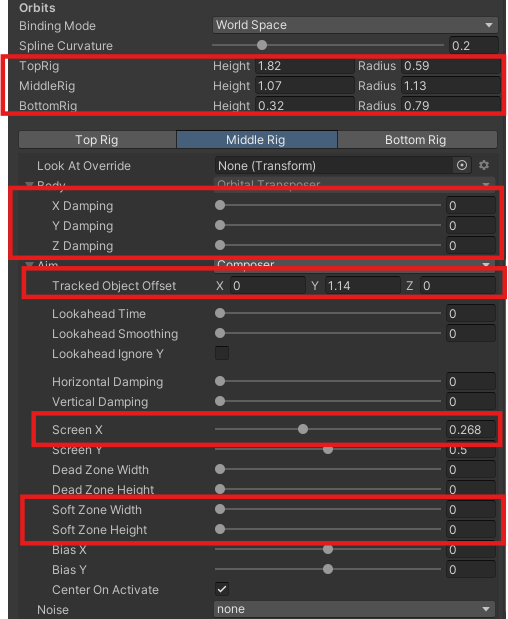 Orbits
Binding Mode World Space
Spline Curvature 0.2
TopRig Height 1.82 Radius 0.59
MiddleRig Height 1.07 Radius 1.13
BottomRig Height 0.32 Radius 0.79
Top Rig Middle Rig Bottom Rig
Look At Override None (Transform)
Body Orbital Transposer
X Damping 0
Y Damping 0
Z Damping 0
Aim Composer
Tracked Object Offset X 0 Y 1.14 Z 0
Lookahead Time 0
Lookahead Smoothing 0
Lookahead Ignore Y
Horizontal Damping 0
Vertical Damping 0
Screen X 0.268
Screen Y 0.5
Dead Zone Width 0
Dead Zone Height 0
Soft Zone Width 0
Soft Zone Height 0
Bias X 0
Bias Y 0
Center On Activate
Noise none